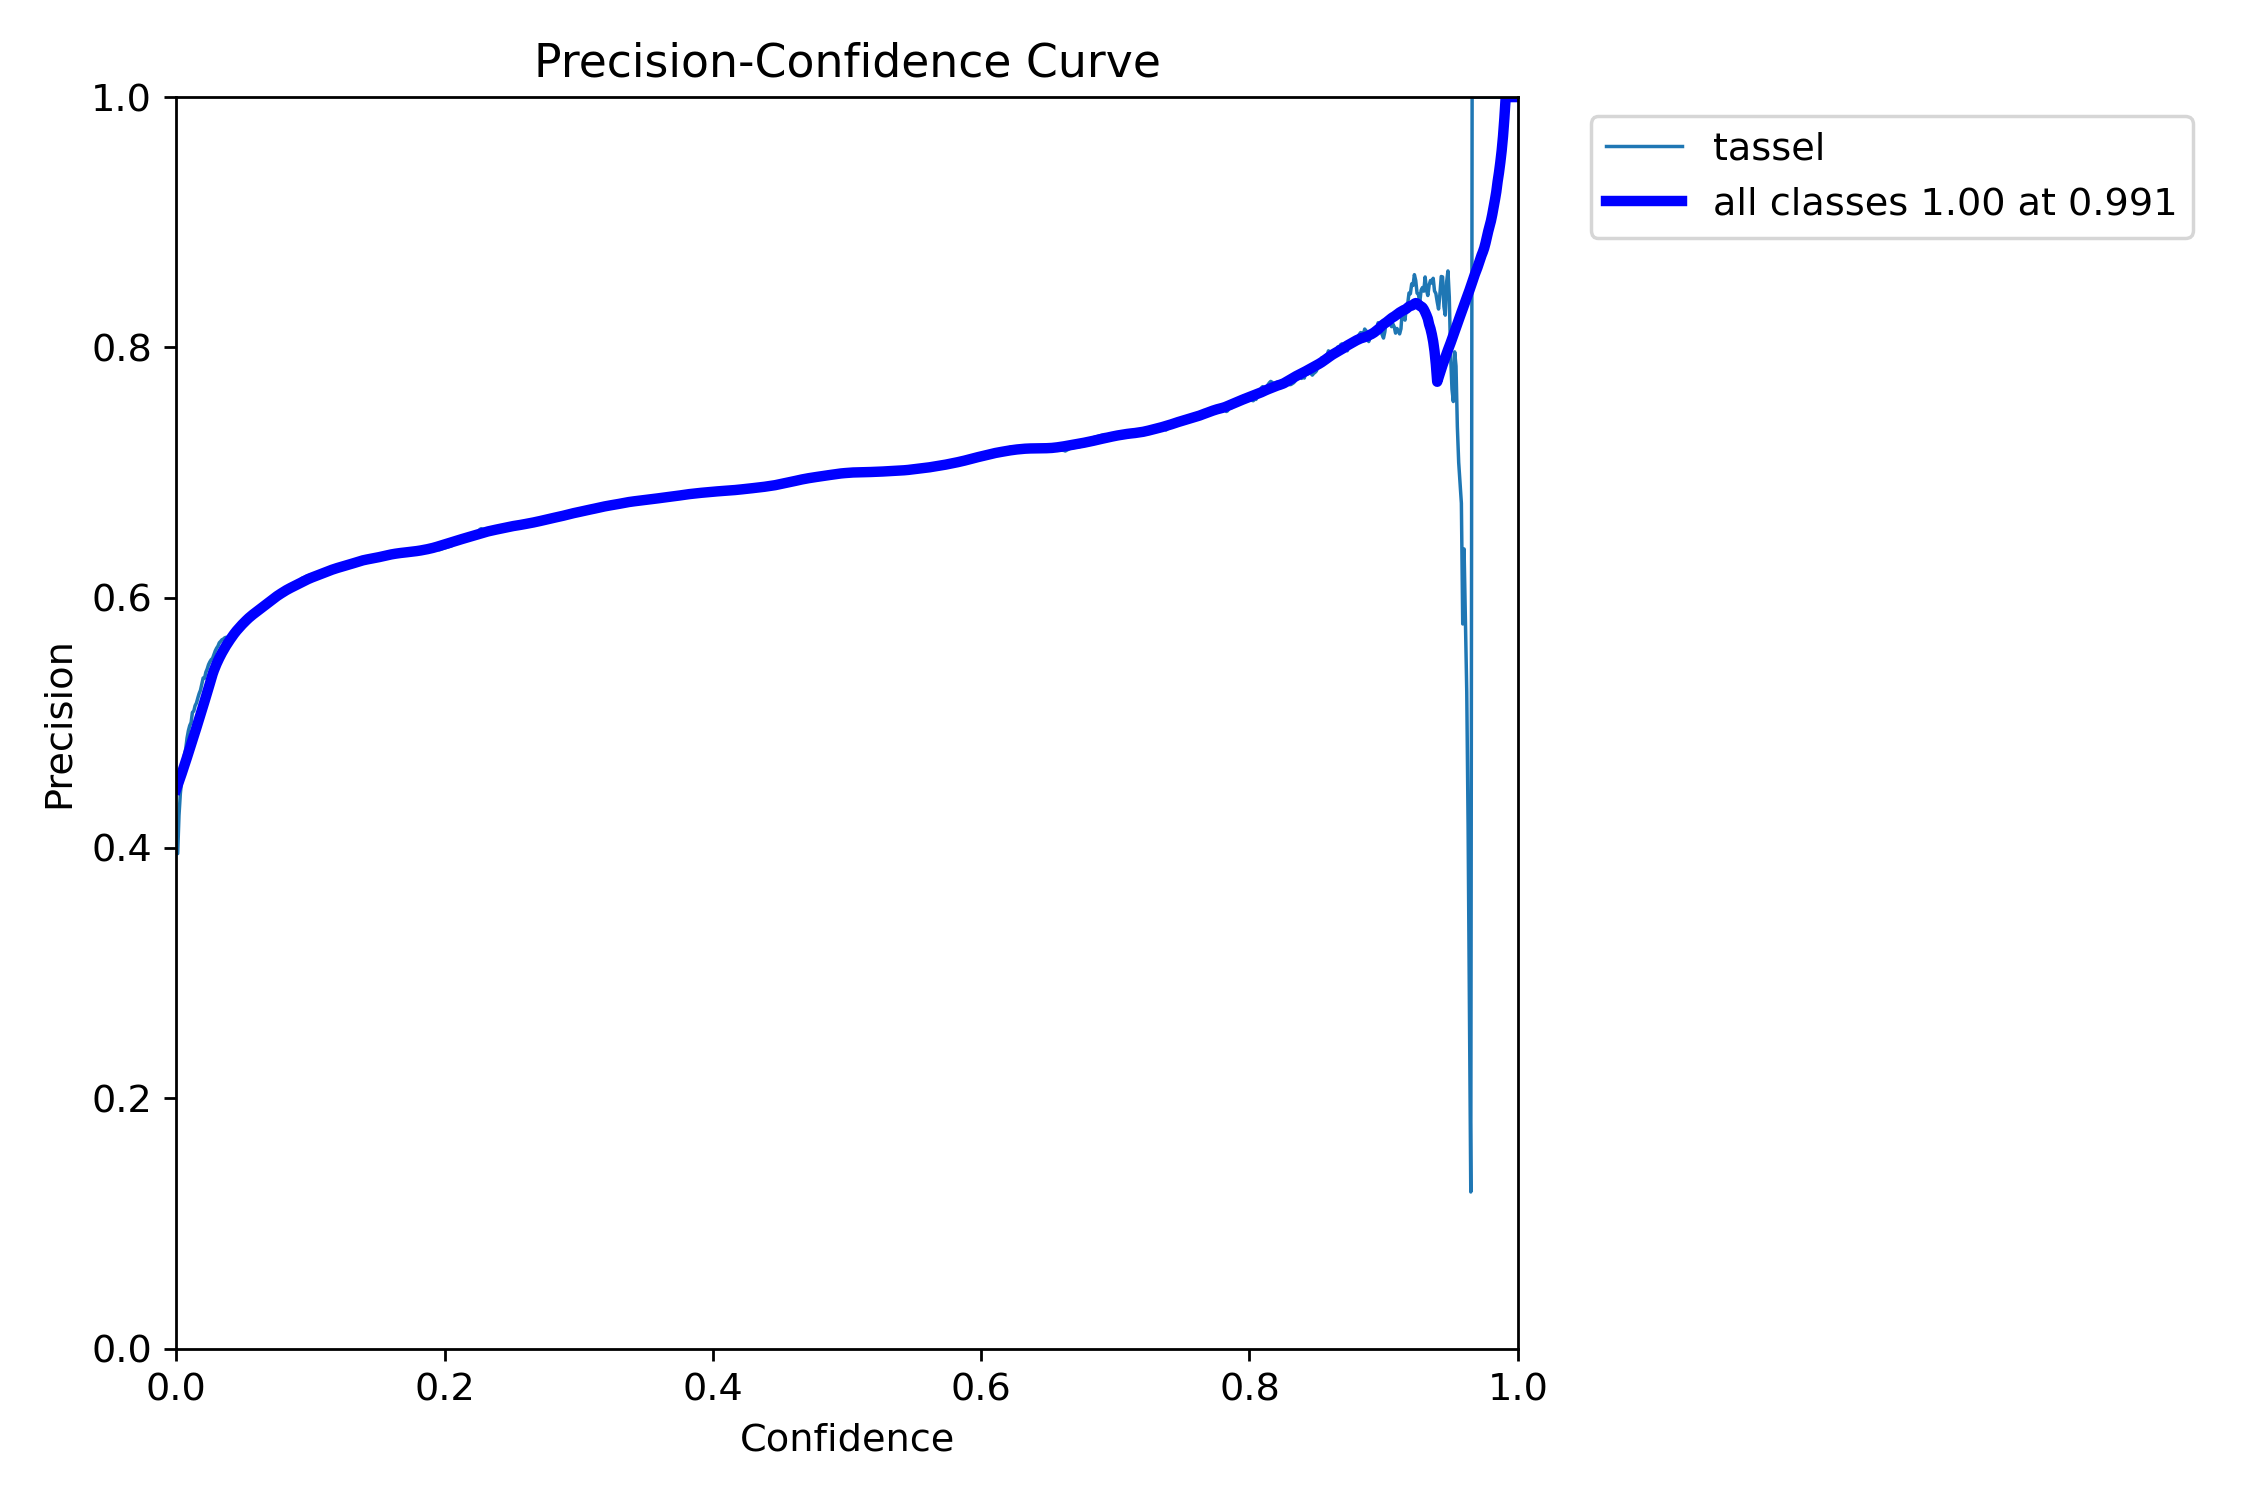 Precision-Confidence Curve
1.0
0.8
0.6
0.4
0.2
0.0
Precision
0.0 0.2 0.4 0.6 0.8 1.0
Confidence
tassel
all classes 1.00 at 0.991